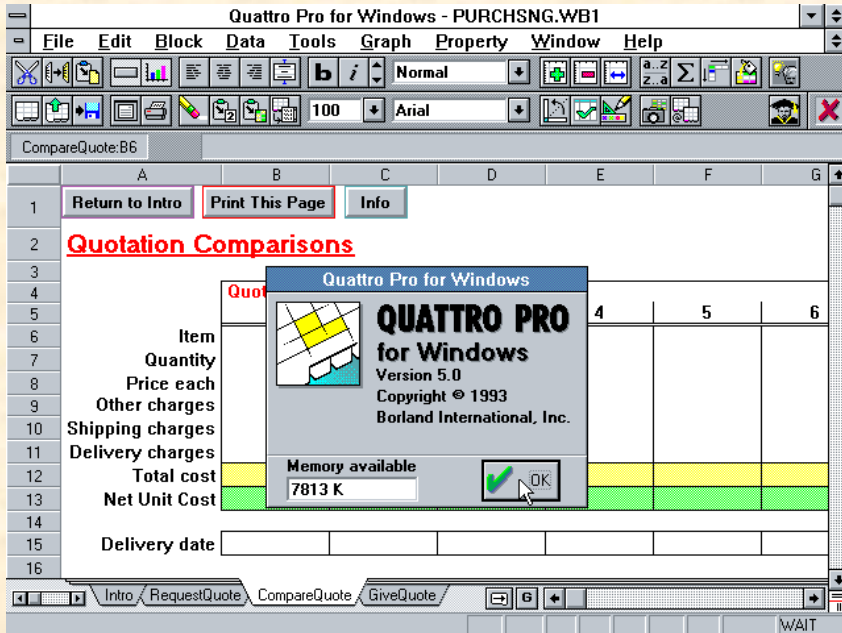 Quattro Pro for Windows - PURCHSNG.WB1
File Edit Block Data Tools Graph Property Window Help
b i Normal a..z z..a Σ
100 Arial
CompareQuote:B6
A B C D E F G
1 Return to Intro Print This Page Info
2 Quotation Comparisons
3
4
5 4 5 6
6 Item
7 Quantity
8 Price each
9 Other charges
10 Shipping charges
11 Delivery charges
12 Total cost
13 Net Unit Cost
14
15 Delivery date
16
Quattro Pro for Windows
QUATTRO PRO
for Windows
Version 5.0
Copyright © 1993
Borland International, Inc.
Memory available
7813 K
OK
Intro RequestQuote CompareQuote GiveQuote G
WAIT